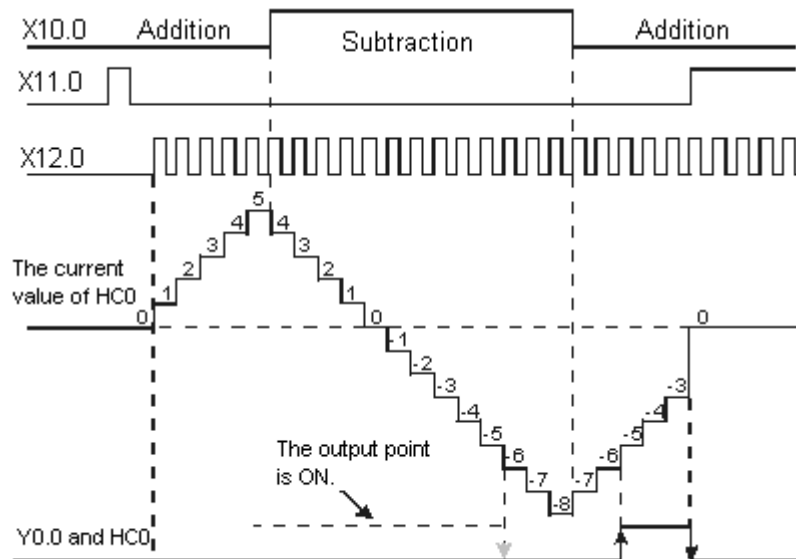 X10.0 Addition Subtraction Addition
X11.0
X12.0
5
4 4
3 3
2 2
1 1
The current
value of HC0
0 0 0
-1
-2
-3 -3
-4 -4
-5 -5
-6 -6
-7 -7
-8
The output point
is ON.
Y0.0 and HC0